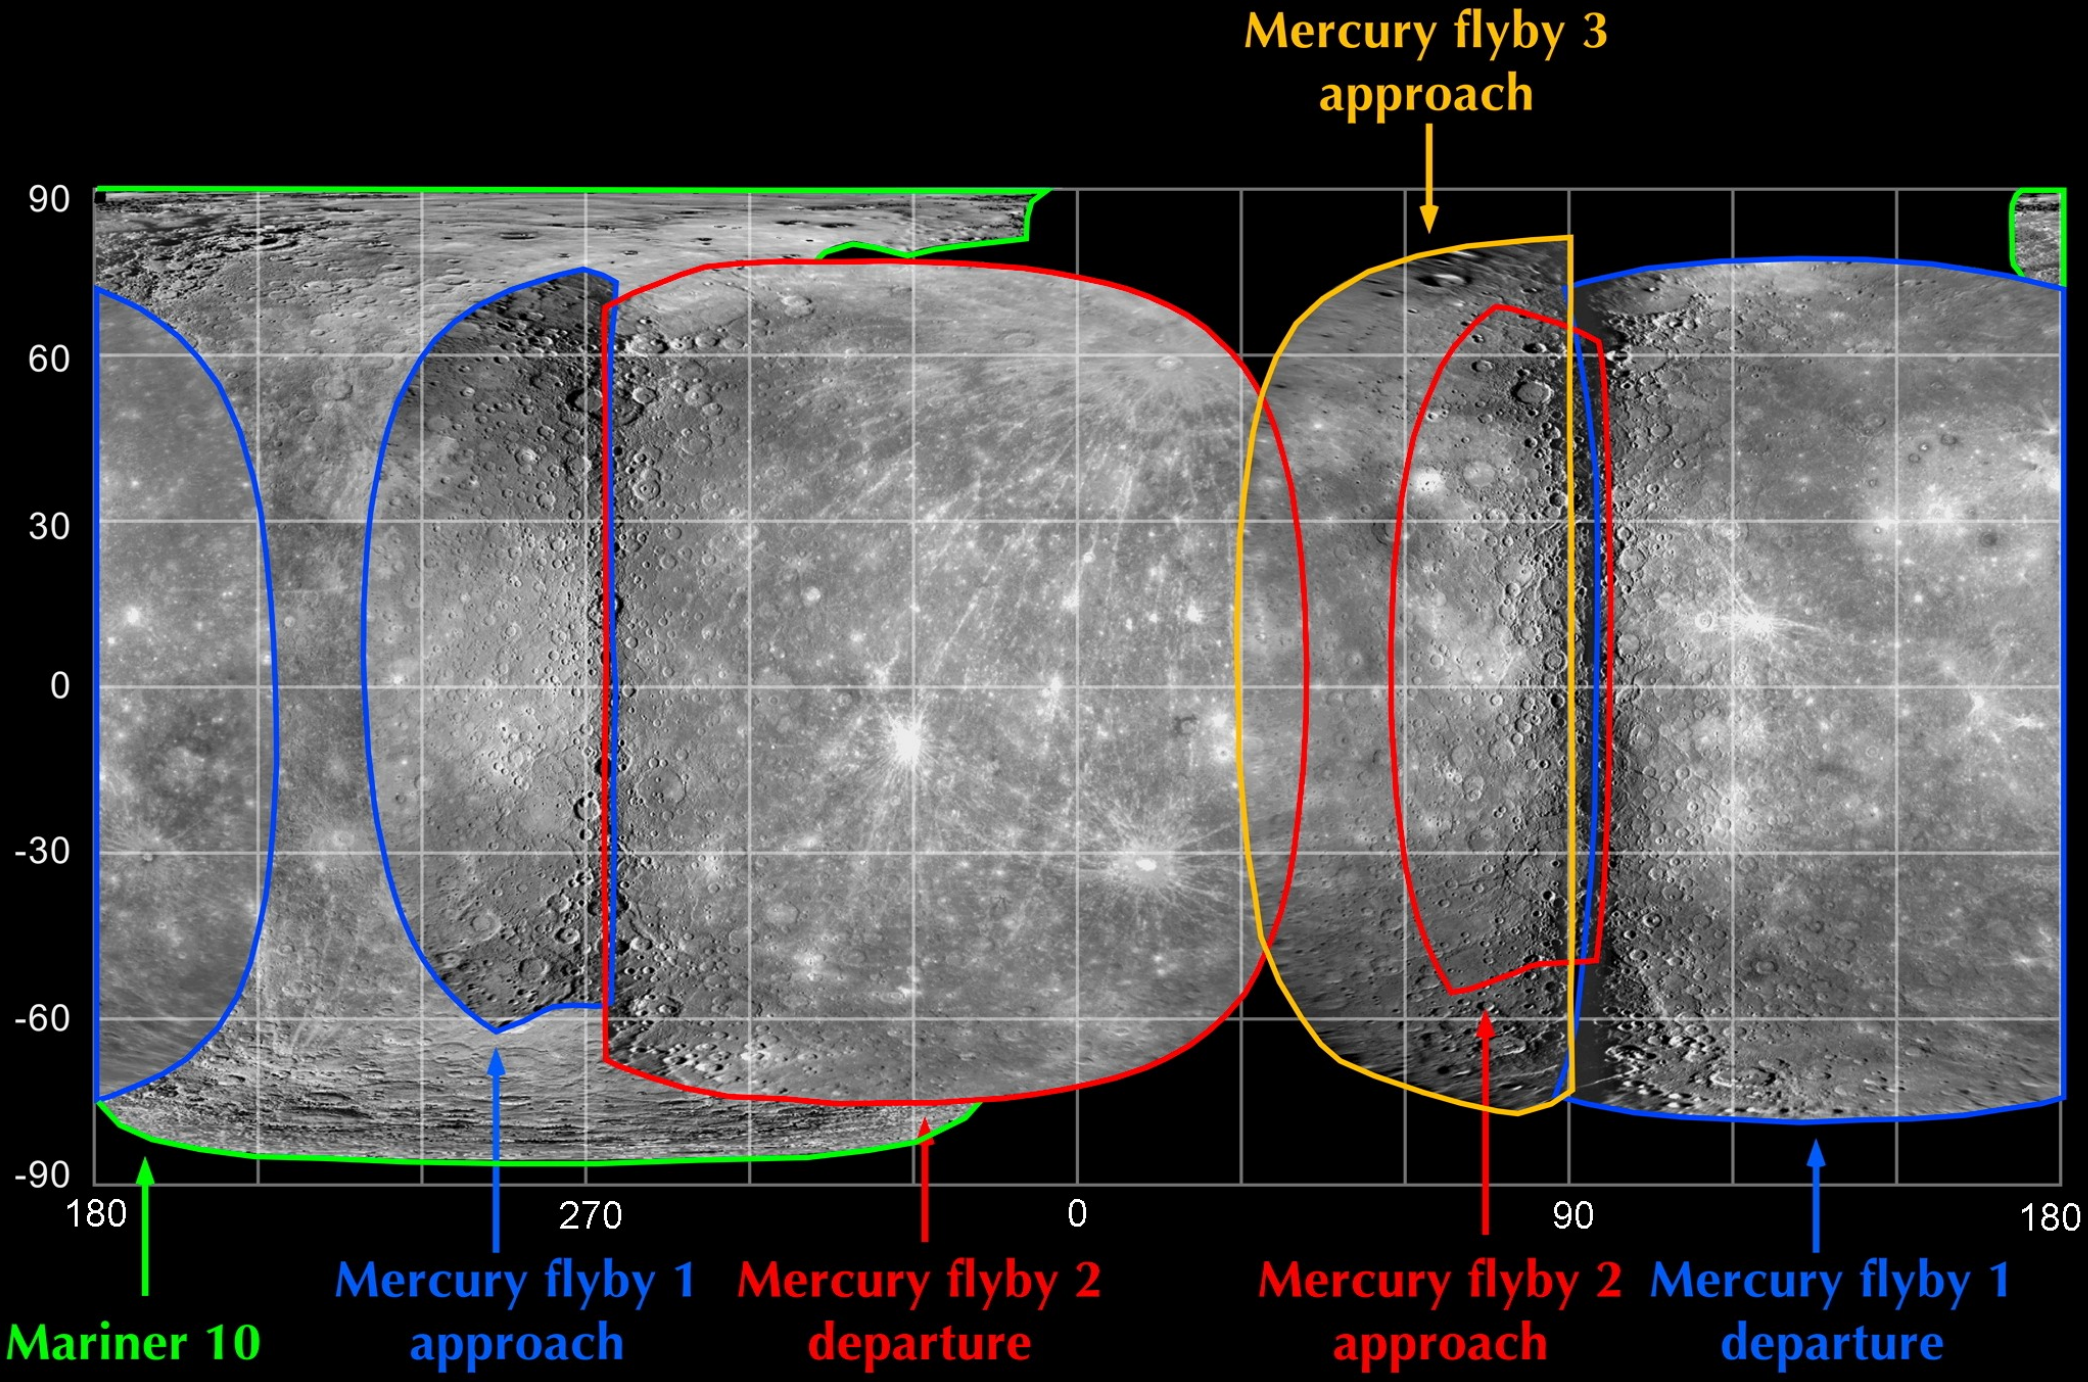 Mercury flyby 3
approach
90
60
30
0
-30
-60
-90
180
270
0
90
180
Mariner 10
Mercury flyby 1
approach
Mercury flyby 2
departure
Mercury flyby 2
approach
Mercury flyby 1
departure